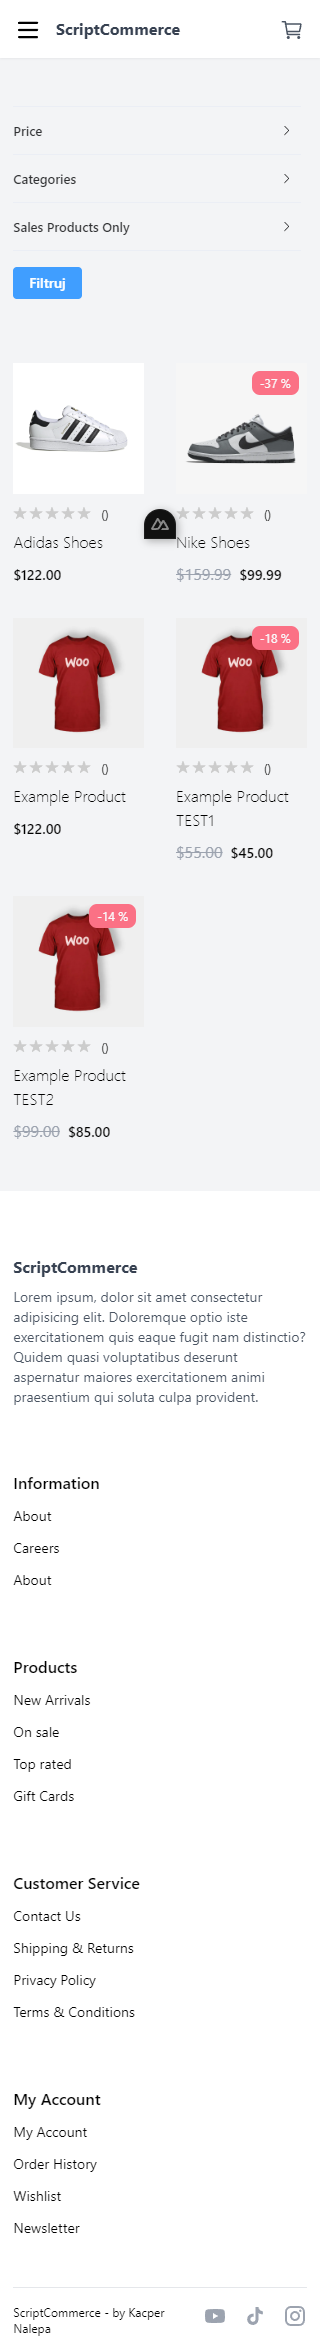 ScriptCommerce
Price
Categories
Sales Products Only
Filtruj
-37 %
()
()
Adidas Shoes
Nike Shoes
$122.00
$159.99 $99.99
Woo
-18 %
Woo
()
()
Example Product
Example Product
TEST1
$122.00
$55.00 $45.00
-14 %
Woo
()
Example Product
TEST2
$99.00 $85.00
ScriptCommerce
Lorem ipsum, dolor sit amet consectetur
adipisicing elit. Doloremque optio iste
exercitationem quis eaque fugit nam distinctio?
Quidem quasi voluptatibus deserunt
aspernatur maiores exercitationem animi
praesentium qui soluta culpa provident.
Information
About
Careers
About
Products
New Arrivals
On sale
Top rated
Gift Cards
Customer Service
Contact Us
Shipping & Returns
Privacy Policy
Terms & Conditions
My Account
My Account
Order History
Wishlist
Newsletter
ScriptCommerce - by Kacper
Nalepa